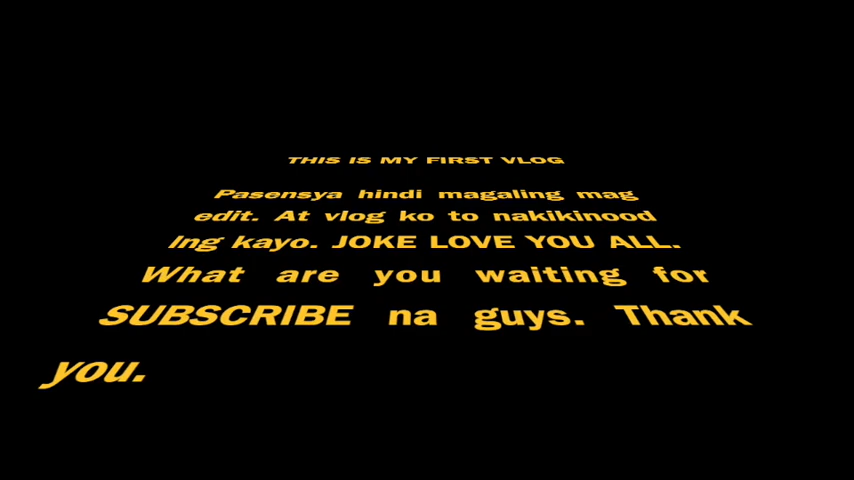 THIS IS MY FIRST VLOG
Pasensya hindi magaling mag
edit. At vlog ko to nakikinood
lng kayo. JOKE LOVE YOU ALL.
What are you waiting for
SUBSCRIBE na guys. Thank
you.